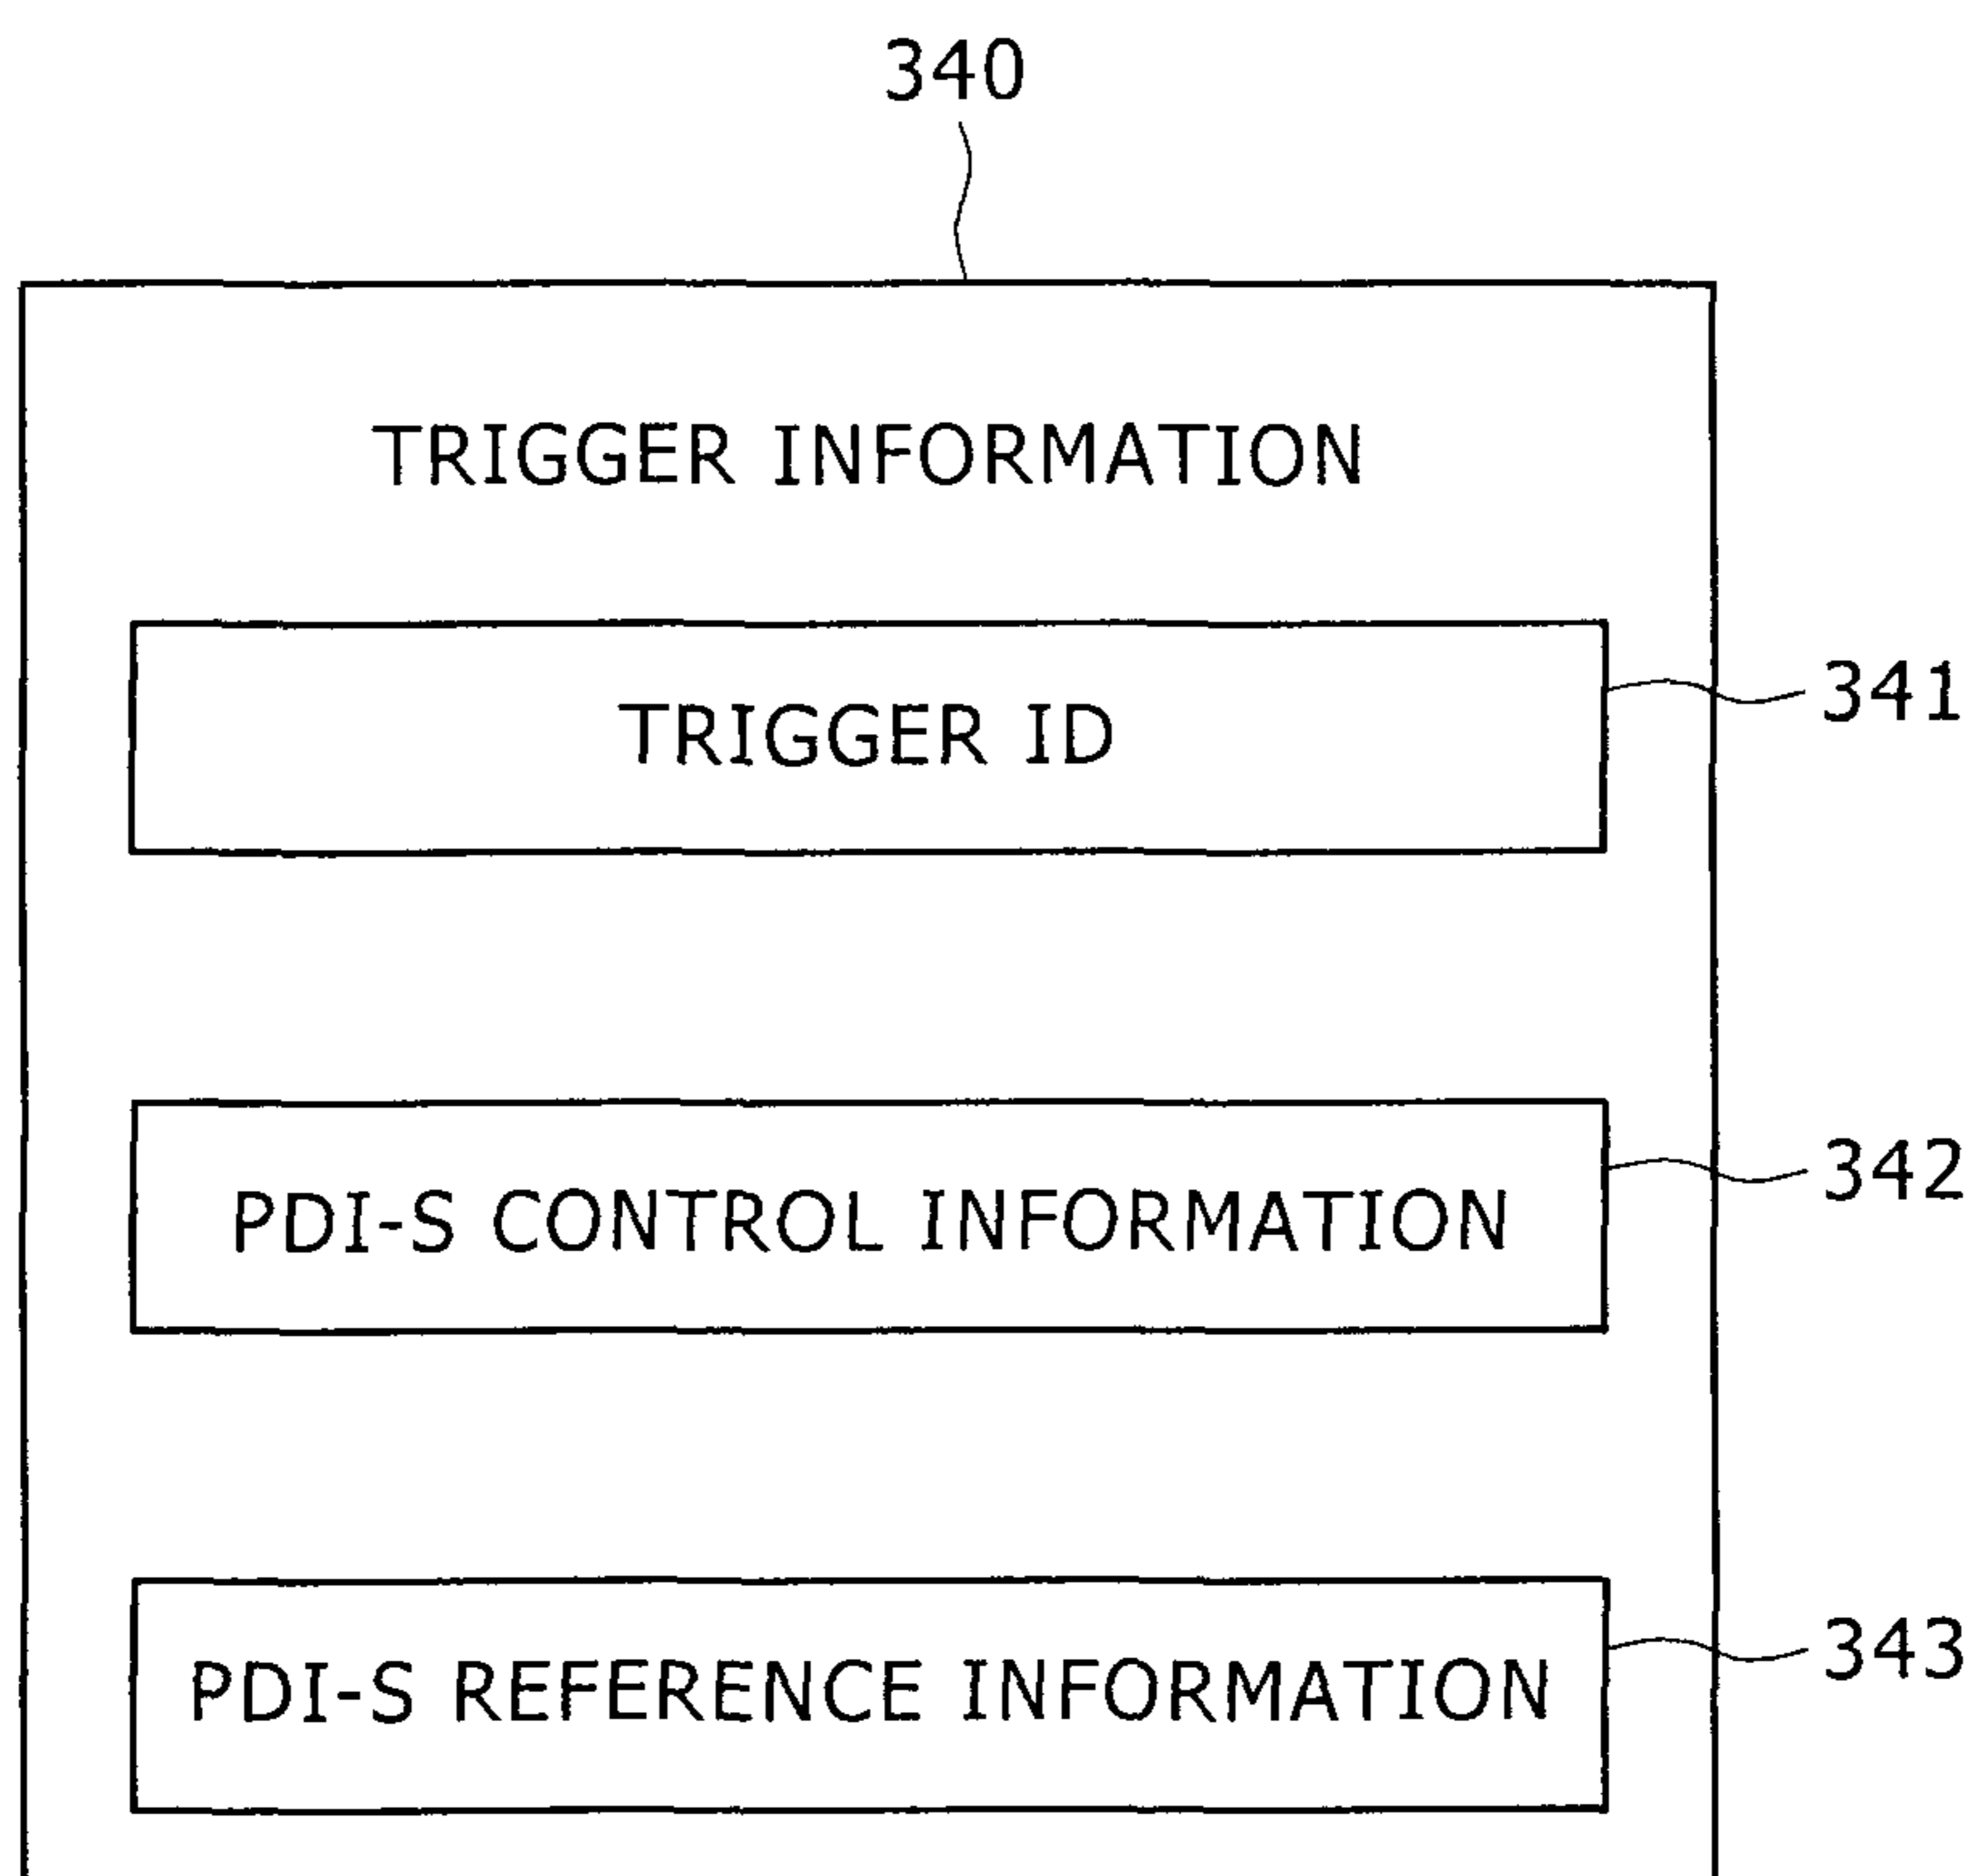 340
TRIGGER INFORMATION
TRIGGER ID
341
PDI-S CONTROL INFORMATION
342
PDI-S REFERENCE INFORMATION
343